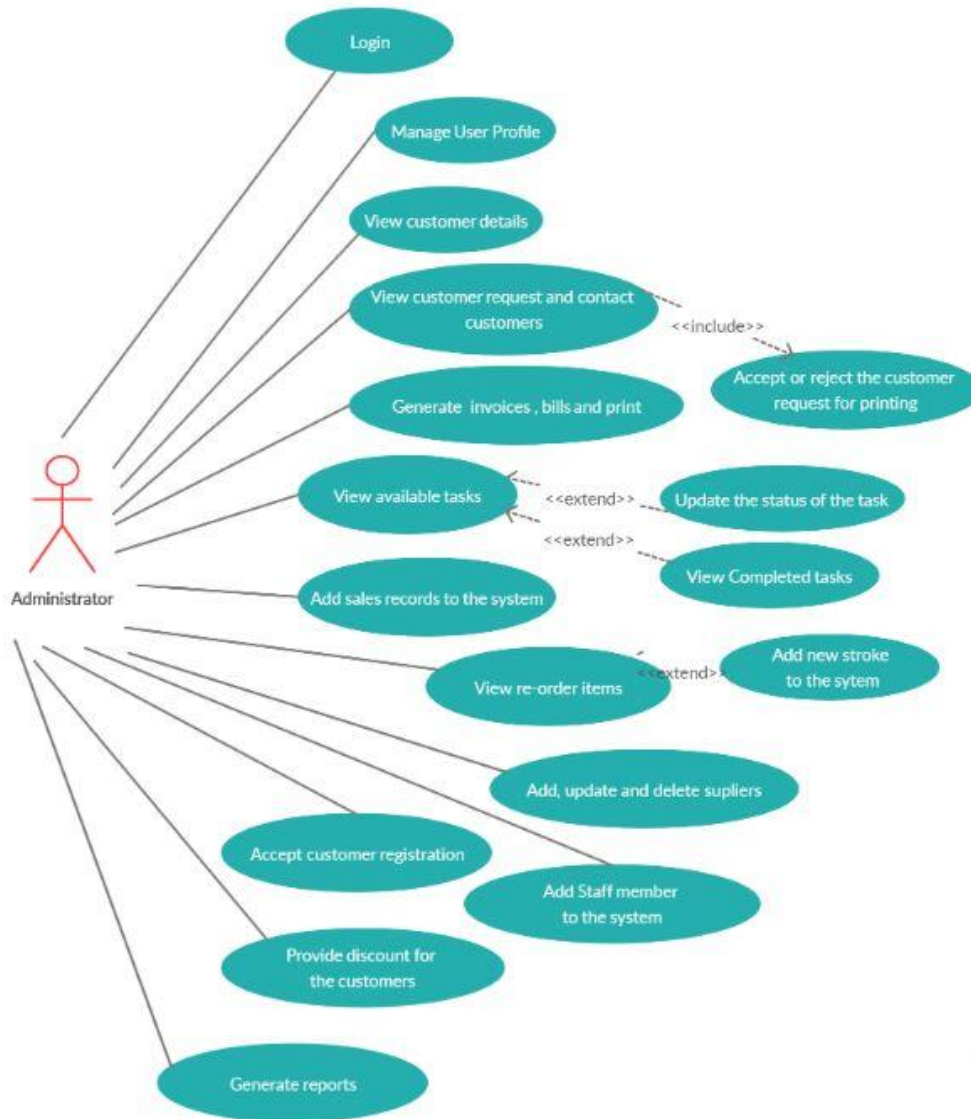 Login
Manage User Profile
View customer details
View customer request and contact
customers
<<include>>
Accept or reject the customer
request for printing
Generate invoices , bills and print
View available tasks
<<extend>>
Update the status of the task
<<extend>>
View Completed tasks
Administrator
Add sales records to the system
View re-order items
<<extend>>
Add new stroke
to the sytem
Add, update and delete supliers
Accept customer registration
Add Staff member
to the system
Provide discount for
the customers
Generate reports